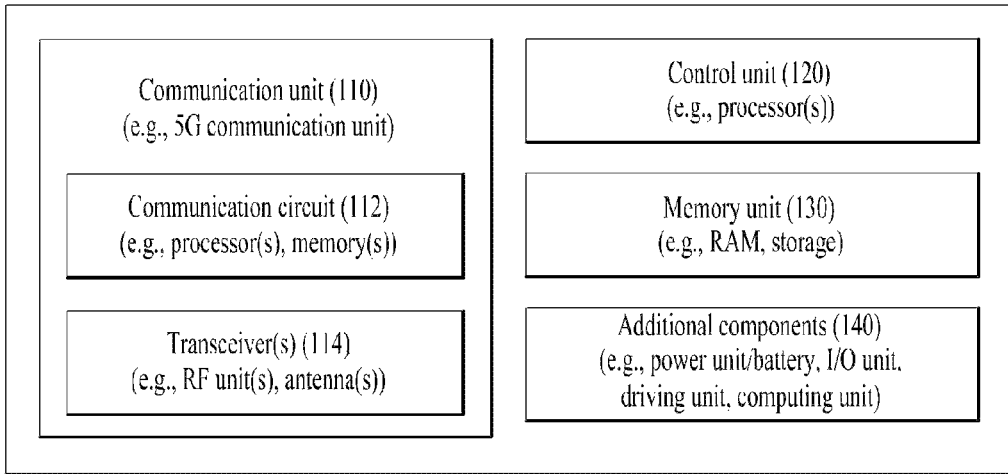 Communication unit (110)
(e.g., 5G communication unit)
Communication circuit (112)
(e.g., processor(s), memory(s))
Transceiver(s) (114)
(e.g., RF unit(s), antenna(s))
Control unit (120)
(e.g., processor(s))
Memory unit (130)
(e.g., RAM, storage)
Additional components (140)
(e.g., power unit/battery, I/O unit,
driving unit, computing unit)